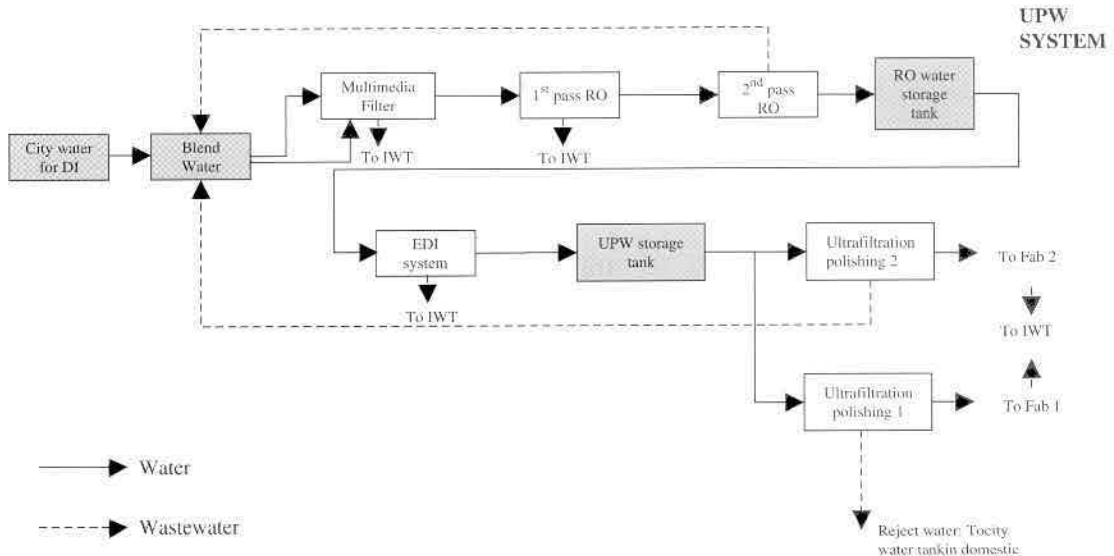 UPW
SYSTEM
Multimedia
Filter
1st pass RO
2nd pass
RO
RO water
storage
tank
City water
for DI
Blend
Water
To IWT
To IWT
EDI
system
UPW storage
tank
Ultrafiltration
polishing 2
To Fab 2
To IWT
To IWT
Ultrafiltration
polishing 1
To Fab 1
Water
Wastewater
Reject water: Tocity
water tankin domestic